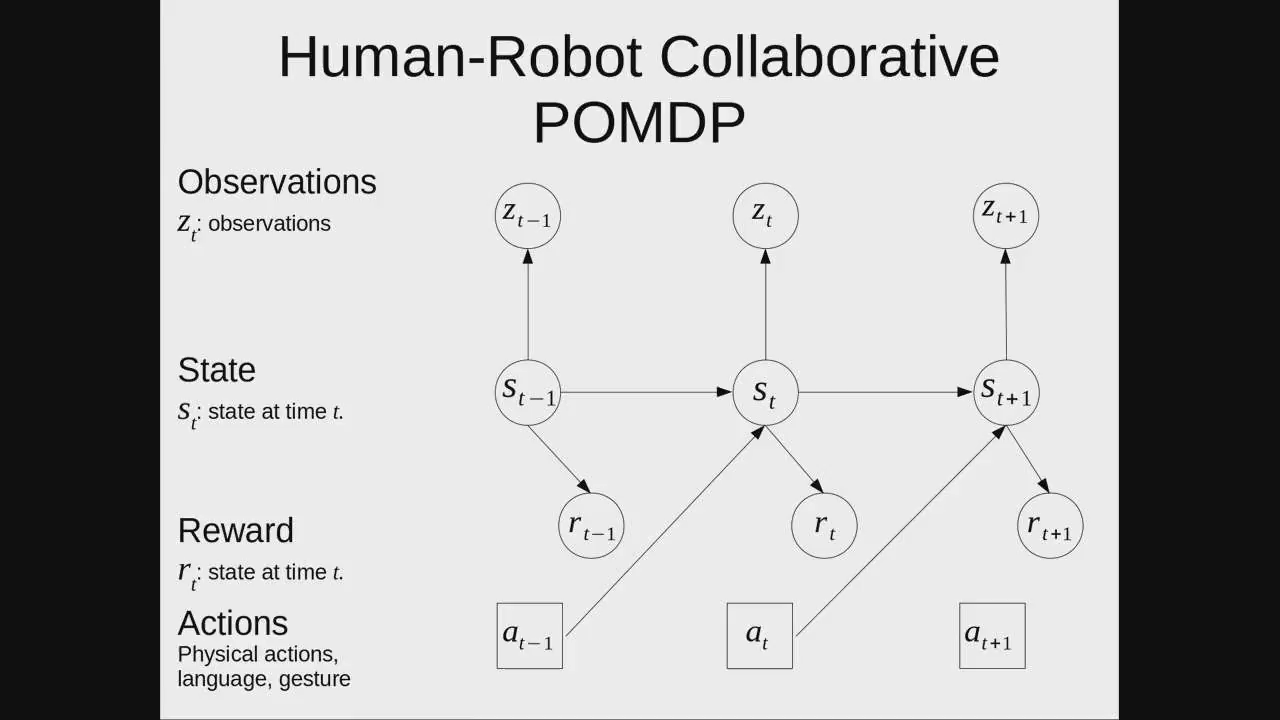 Human-Robot Collaborative
POMDP
Observations
z_t: observations
z_{t−1}
z_t
z_{t+1}
State
s_t: state at time t.
s_{t−1}
s_t
s_{t+1}
Reward
r_t: state at time t.
r_{t−1}
r_t
r_{t+1}
Actions
Physical actions,
language, gesture
a_{t−1}
a_t
a_{t+1}